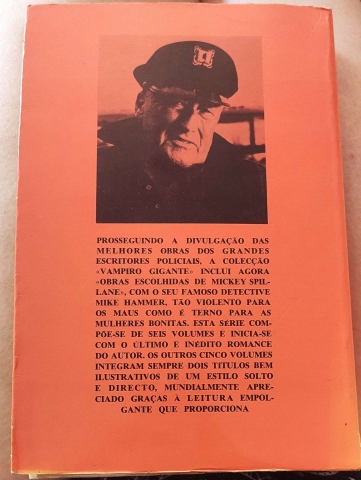 PROSSEGUINDO A DIVULGAÇÃO DAS
MELHORES OBRAS DOS GRANDES
ESCRITORES POLICIAIS, A COLECÇÃO
«VAMPIRO GIGANTE» INCLUI AGORA
«OBRAS ESCOLHIDAS DE MICKEY SPIL-
LANE», COM O SEU FAMOSO DETECTIVE
MIKE HAMMER, TÃO VIOLENTO PARA
OS MAUS COMO É TERNO PARA AS
MULHERES BONITAS. ESTA SÉRIE COM-
PÕE-SE DE SEIS VOLUMES E INICIA-SE
COM O ÚLTIMO E INÉDITO ROMANCE
DO AUTOR. OS OUTROS CINCO VOLUMES
INTEGRAM SEMPRE DOIS TÍTULOS BEM
ILUSTRATIVOS DE UM ESTILO SOLTO
E DIRECTO, MUNDIALMENTE APRE-
CIADO GRAÇAS À LEITURA EMPOL-
GANTE QUE PROPORCIONA